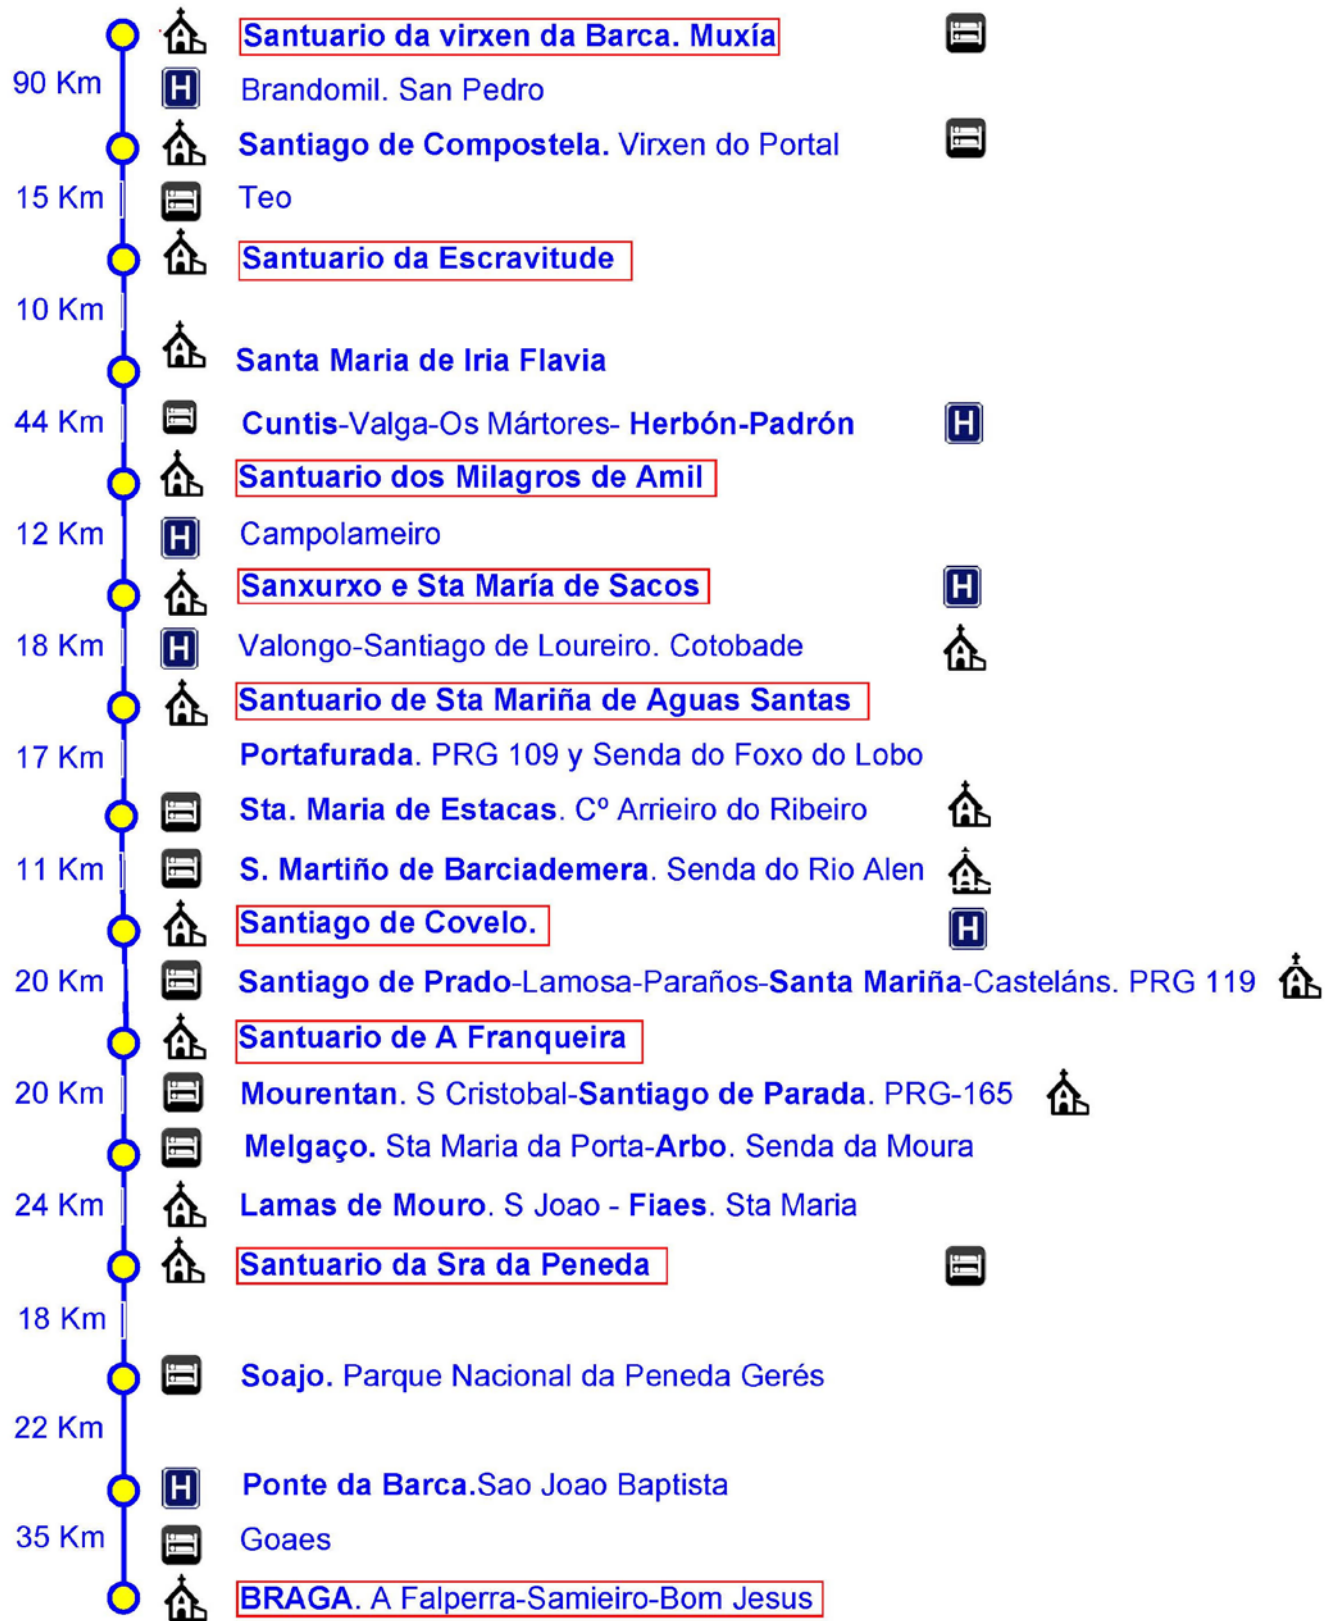 Santuario da virxen da Barca. Muxía
90 Km H Brandomil. San Pedro
Santiago de Compostela. Virxen do Portal
15 Km Teo
Santuario da Escravitude
10 Km
Santa Maria de Iria Flavia
44 Km Cuntis-Valga-Os Mártores- Herbón-Padrón H
Santuario dos Milagros de Amil
12 Km H Campolameiro
Sanxurxo e Sta María de Sacos H
18 Km H Valongo-Santiago de Loureiro. Cotobade
Santuario de Sta Mariña de Aguas Santas
17 Km Portafurada. PRG 109 y Senda do Foxo do Lobo
Sta. Maria de Estacas. Cº Arrieiro do Ribeiro
11 Km S. Martiño de Barciademera. Senda do Rio Alen
Santiago de Covelo. H
20 Km Santiago de Prado-Lamosa-Paraños-Santa Mariña-Casteláns. PRG 119
Santuario de A Franqueira
20 Km Mourentan. S Cristobal-Santiago de Parada. PRG-165
Melgaço. Sta Maria da Porta-Arbo. Senda da Moura
24 Km Lamas de Mouro. S Joao - Fiaes. Sta Maria
Santuario da Sra da Peneda
18 Km
Soajo. Parque Nacional da Peneda Gerés
22 Km
H Ponte da Barca.Sao Joao Baptista
35 Km Goaes
BRAGA. A Falperra-Samieiro-Bom Jesus